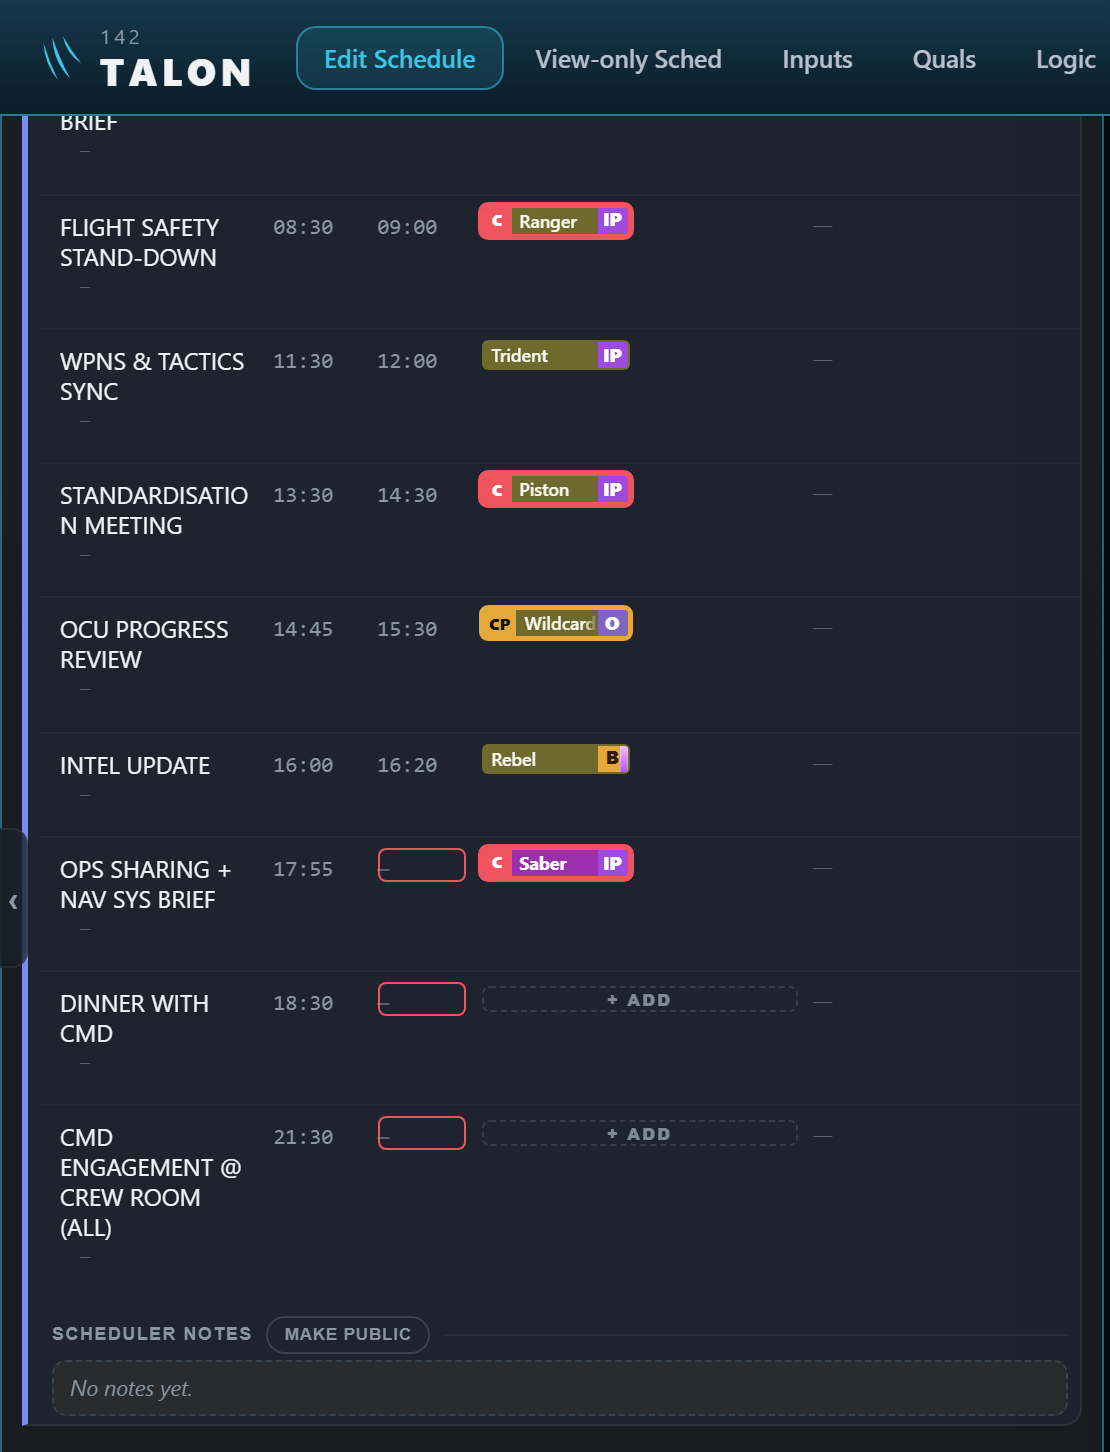 142
TALON
Edit Schedule
View-only Sched
Inputs
Quals
Logic
BRIEF
—
FLIGHT SAFETY
STAND-DOWN
08:30
09:00
C Ranger IP
—
—
WPNS & TACTICS
SYNC
11:30
12:00
Trident IP
—
—
STANDARDISATIO
N MEETING
13:30
14:30
C Piston IP
—
—
OCU PROGRESS
REVIEW
14:45
15:30
CP Wildcard O
—
—
INTEL UPDATE
16:00
16:20
Rebel B
—
—
OPS SHARING +
NAV SYS BRIEF
17:55
—
C Saber IP
—
—
DINNER WITH
CMD
18:30
—
+ ADD
—
—
CMD
ENGAGEMENT @
CREW ROOM
(ALL)
21:30
—
+ ADD
—
—
SCHEDULER NOTES
MAKE PUBLIC
No notes yet.